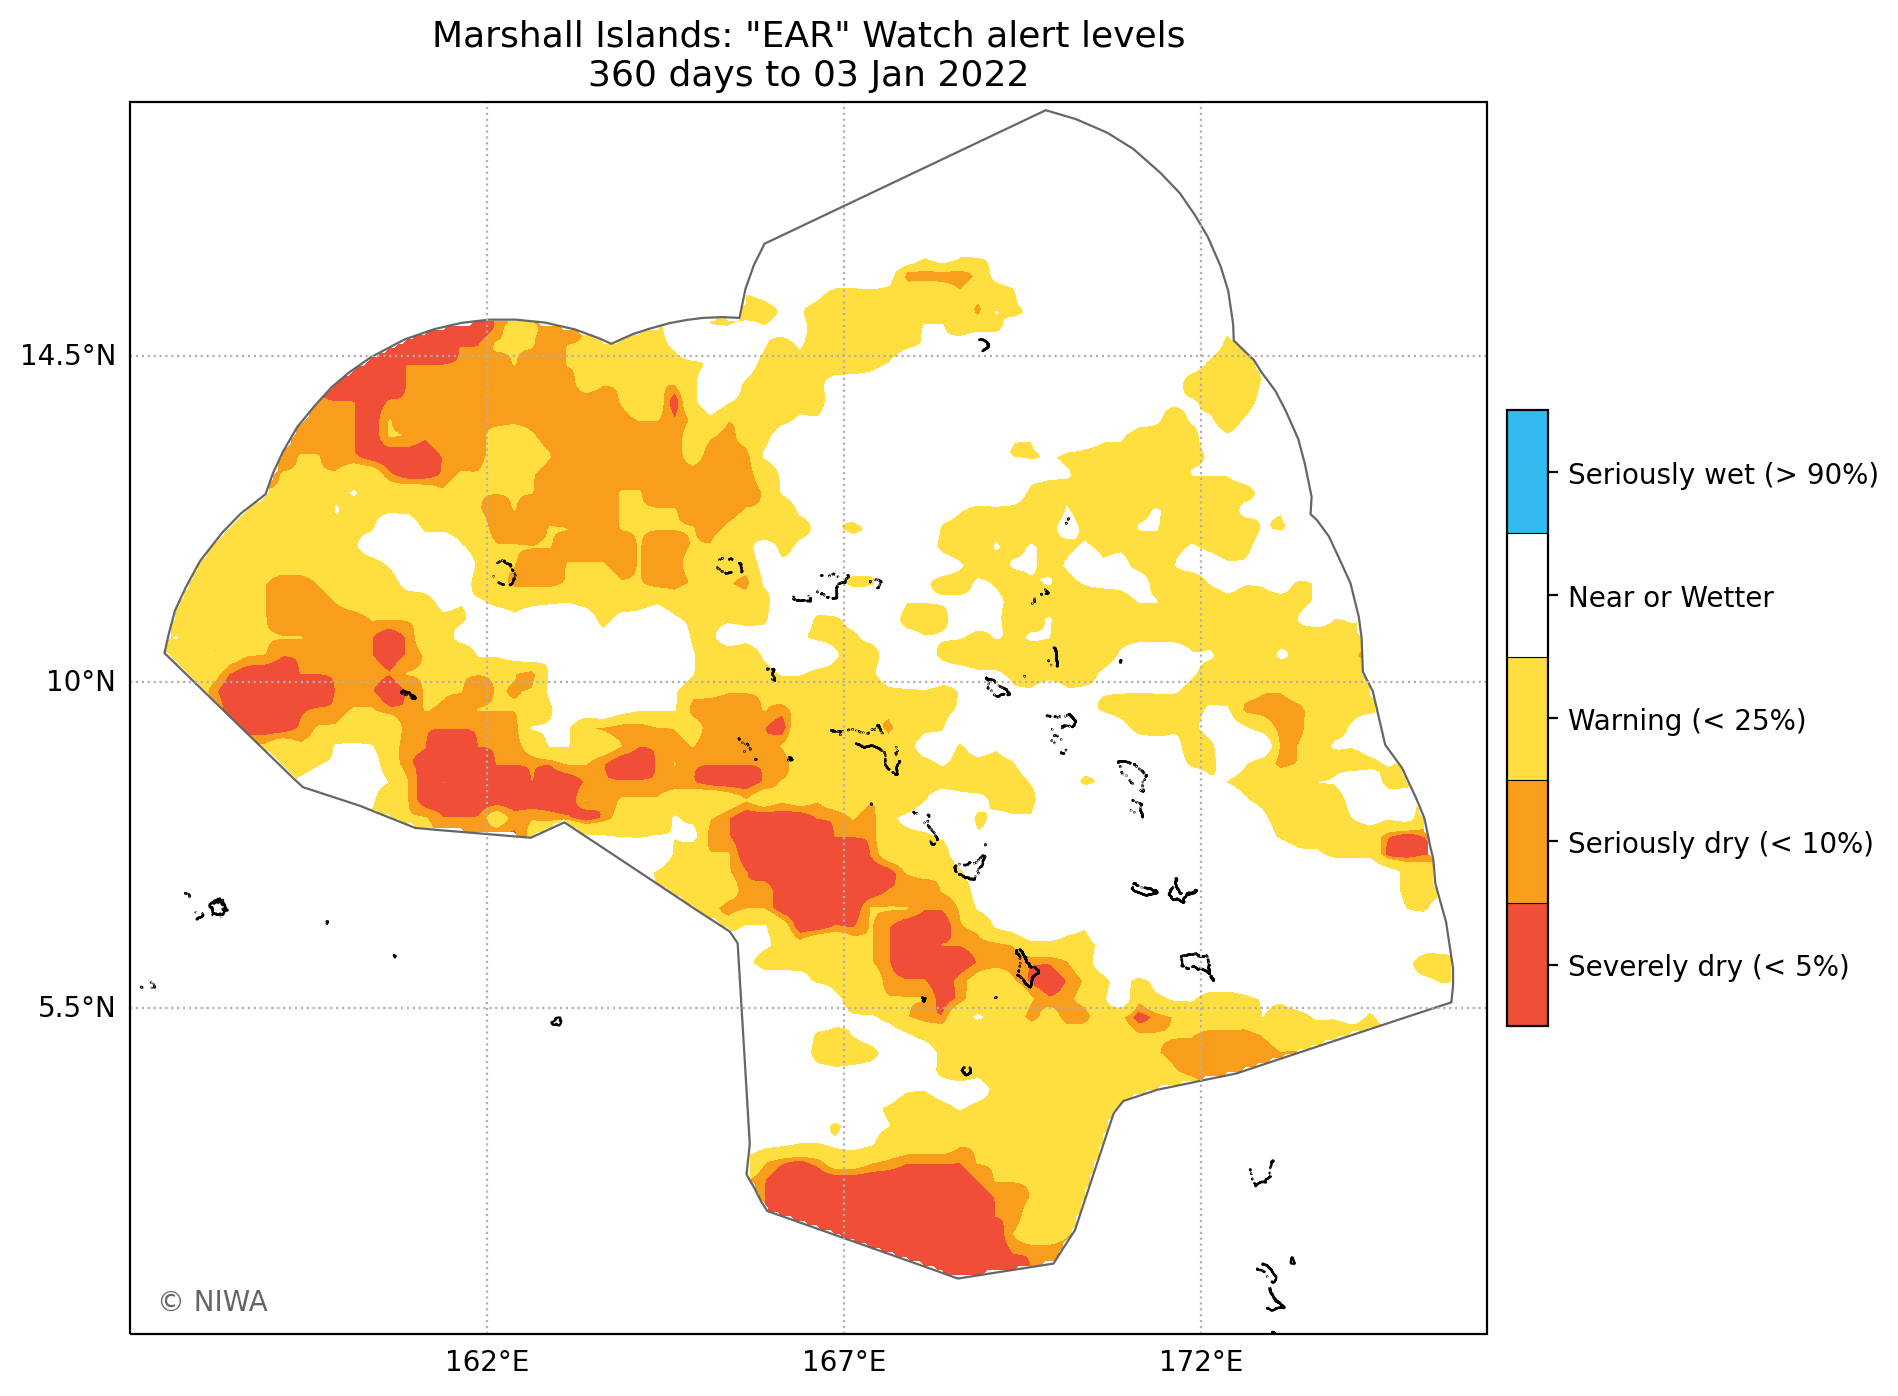 Marshall Islands: "EAR" Watch alert levels
360 days to 03 Jan 2022
14.5°N
10°N
5.5°N
162°E
167°E
172°E
© NIWA
Seriously wet (> 90%)
Near or Wetter
Warning (< 25%)
Seriously dry (< 10%)
Severely dry (< 5%)